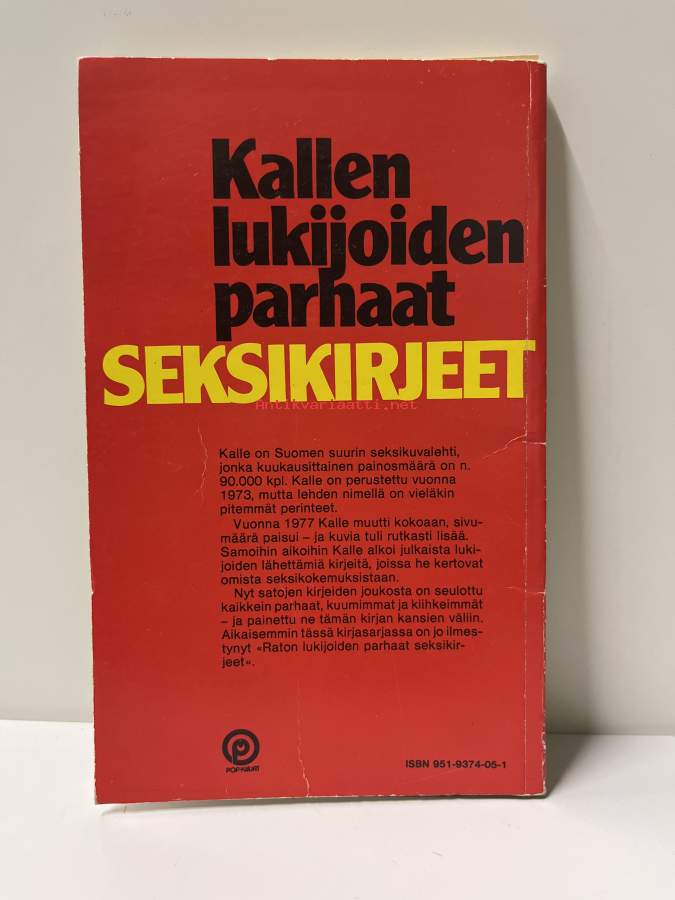 Kallen
lukijoiden
parhaat
SEKSIKIRJEET
Antikvariaatti.net
Kalle on Suomen suurin seksikuvalehti,
jonka kuukausittainen painosmäärä on n.
90.000 kpl. Kalle on perustettu vuonna
1973, mutta lehden nimellä on vieläkin
pitemmät perinteet.
Vuonna 1977 Kalle muutti kokoaan, sivu-
määrä paisui – ja kuvia tuli rutkasti lisää.
Samoihin aikoihin Kalle alkoi julkaista luki-
joiden lähettämiä kirjeitä, joissa he kertovat
omista seksikokemuksistaan.
Nyt satojen kirjeiden joukosta on seulottu
kaikkein parhaat, kuumimmat ja kiihkeimmät
– ja painettu ne tämän kirjan kansien väliin.
Aikaisemmin tässä kirjasarjassa on jo ilmes-
tynyt «Raton lukijoiden parhaat seksikir-
jeet«.
POP-KIRJAT
ISBN 951-9374-05-1